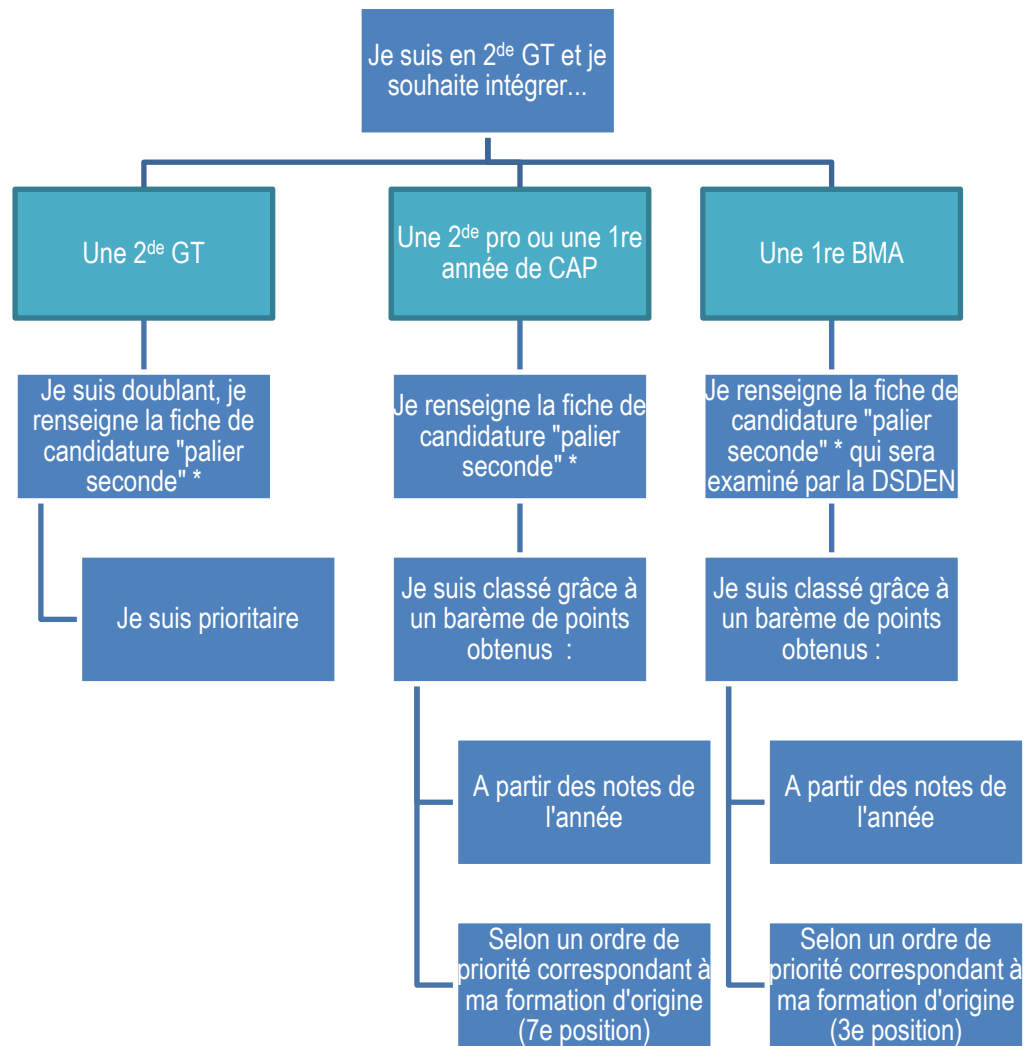 Je suis en 2de GT et je
souhaite intégrer...
Une 2de GT
Une 2de pro ou une 1re
année de CAP
Une 1re BMA
Je suis doublant, je
renseigne la fiche de
candidature "palier
seconde" *
Je renseigne la fiche de
candidature "palier
seconde" *
Je renseigne la fiche de
candidature "palier
seconde" * qui sera
examiné par la DSDEN
Je suis prioritaire
Je suis classé grâce à
un barème de points
obtenus :
Je suis classé grâce à
un barème de points
obtenus :
A partir des notes de
l'année
A partir des notes de
l'année
Selon un ordre de
priorité correspondant à
ma formation d'origine
(7e position)
Selon un ordre de
priorité correspondant à
ma formation d'origine
(3e position)